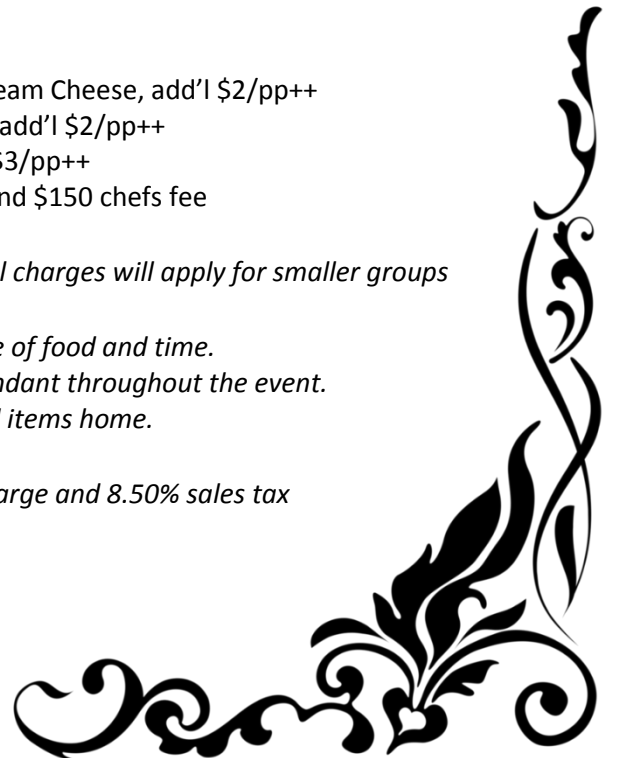 eam Cheese, add’l $2/pp++
add’l $2/pp++
$3/pp++
nd $150 chefs fee
l charges will apply for smaller groups
e of food and time.
ndant throughout the event.
items home.
arge and 8.50% sales tax